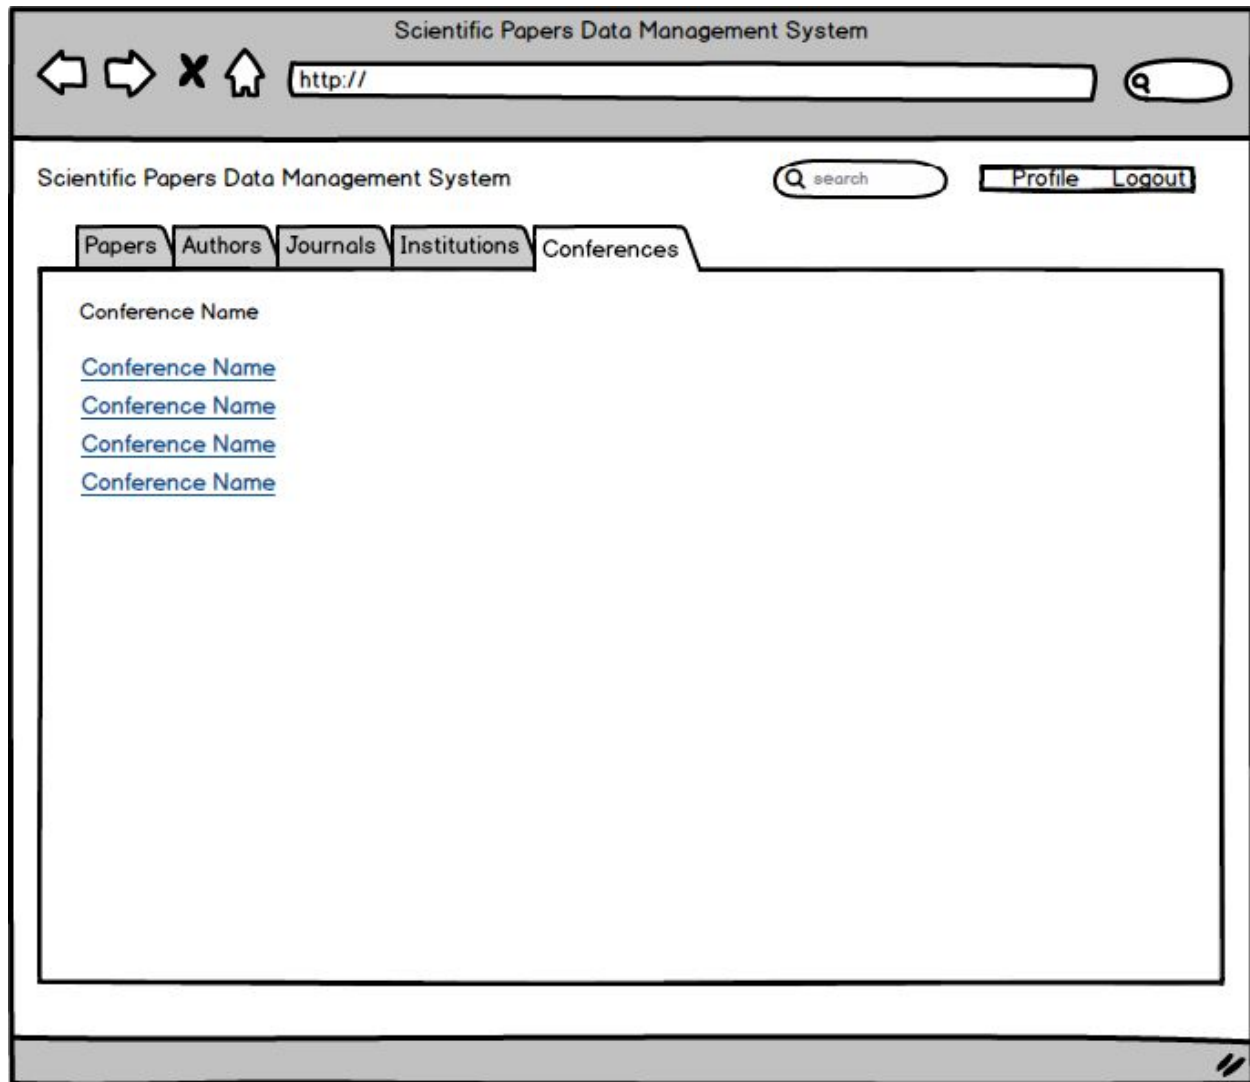 Scientific Papers Data Management System
http://
Scientific Papers Data Management System
search
Profile Logout
Papers Authors Journals Institutions Conferences
Conference Name
Conference Name
Conference Name
Conference Name
Conference Name